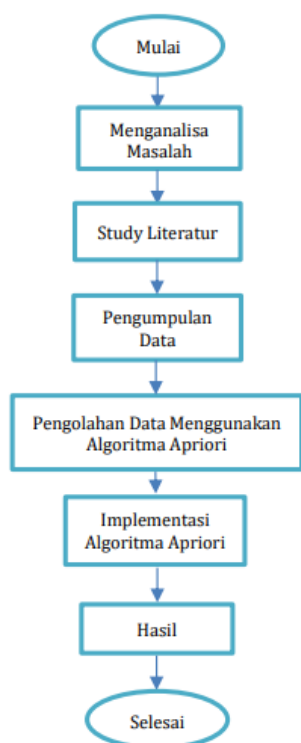 Mulai
Menganalisa
Masalah
Study Literatur
Pengumpulan
Data
Pengolahan Data Menggunakan
Algoritma Apriori
Implementasi
Algoritma Apriori
Hasil
Selesai